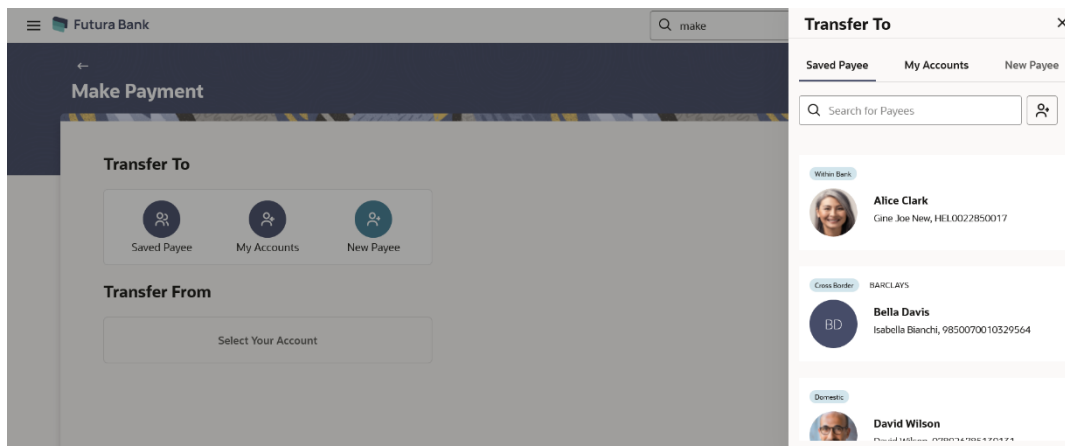 Futura Bank
make
Make Payment
Transfer To
Saved Payee
My Accounts
New Payee
Transfer From
Select Your Account
Transfer To
Saved Payee
My Accounts
New Payee
Search for Payees
Within Bank
Alice Clark
Gine Joe New, HEL0022850017
Cross Border BARCLAYS
BD
Bella Davis
Isabella Bianchi, 9850070010329564
Domestic
David Wilson
David Wilson,